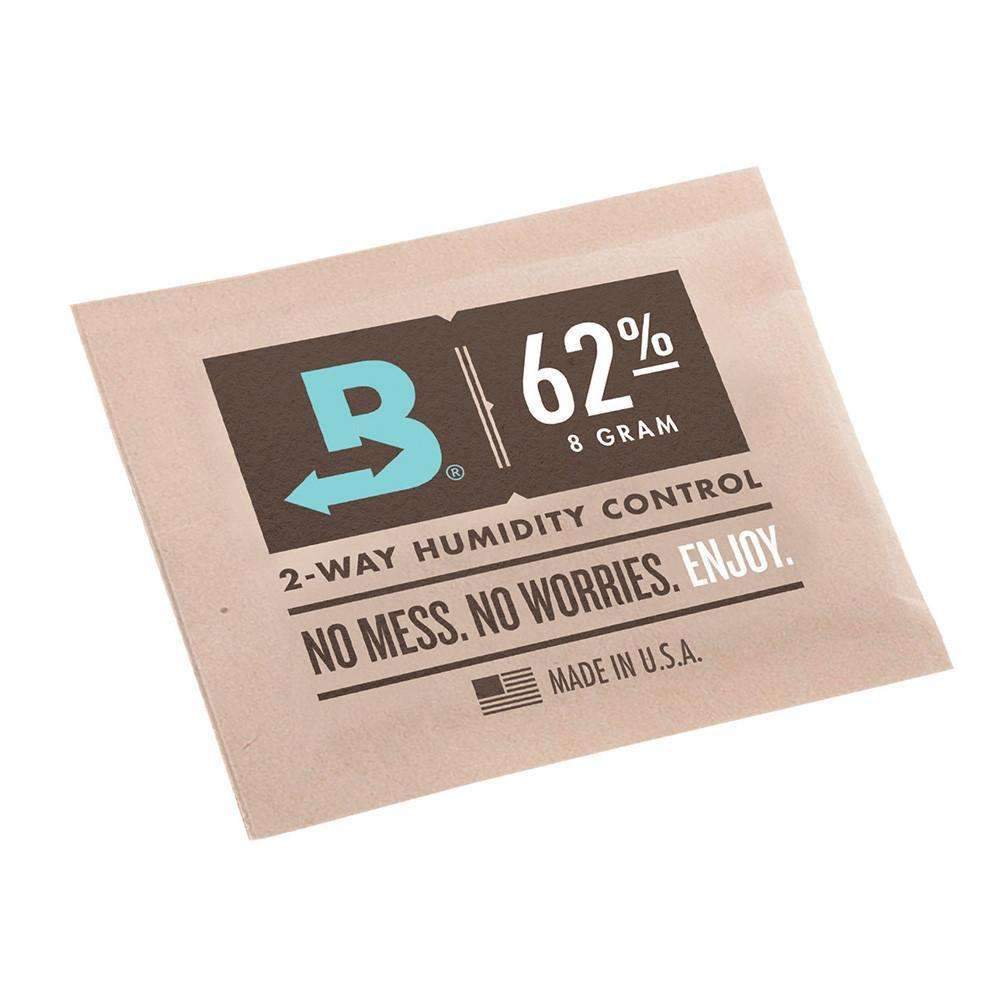 B®
62%
8 GRAM
2-WAY HUMIDITY CONTROL
NO MESS. NO WORRIES. ENJOY.
MADE IN U.S.A.